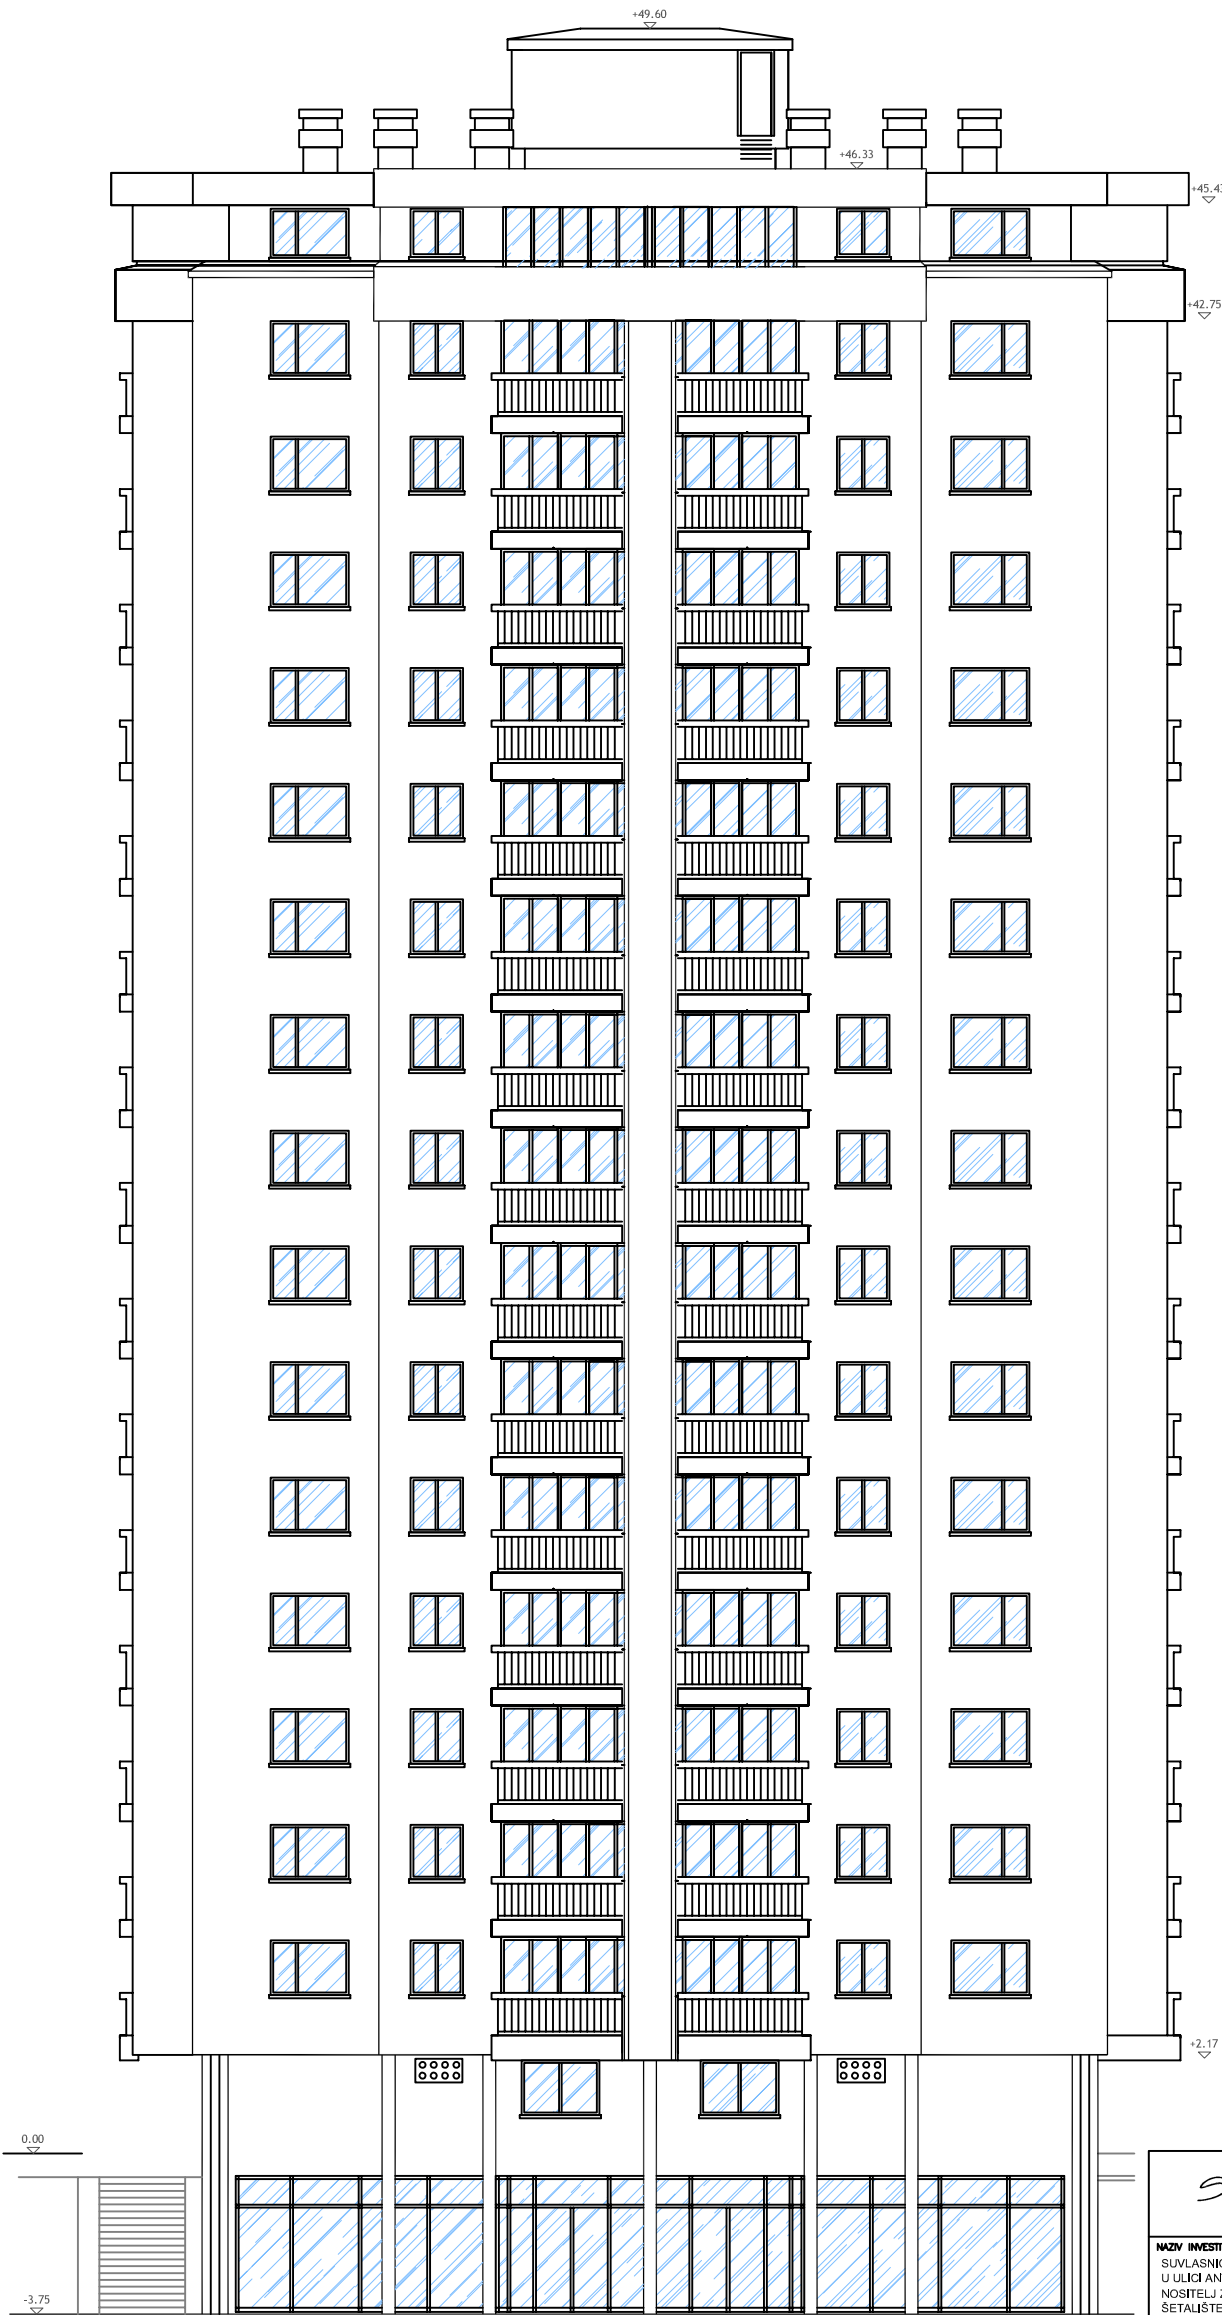 +49.60
+46.33
+45.43
+42.75
+2.17
0.00
-3.75
NAZIV INVESTI
SUVLASNIC
U ULICI AN
NOSITELJ
ŠETALIŠTE